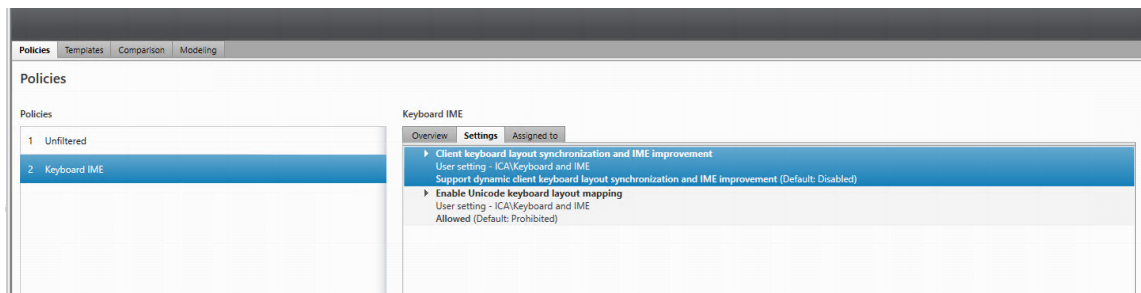 Policies Templates Comparison Modeling
Policies
Policies
1 Unfiltered
2 Keyboard IME
Keyboard IME
Overview Settings Assigned to
Client keyboard layout synchronization and IME improvement
User setting - ICA\Keyboard and IME
Support dynamic client keyboard layout synchronization and IME improvement (Default: Disabled)
Enable Unicode keyboard layout mapping
User setting - ICA\Keyboard and IME
Allowed (Default: Prohibited)